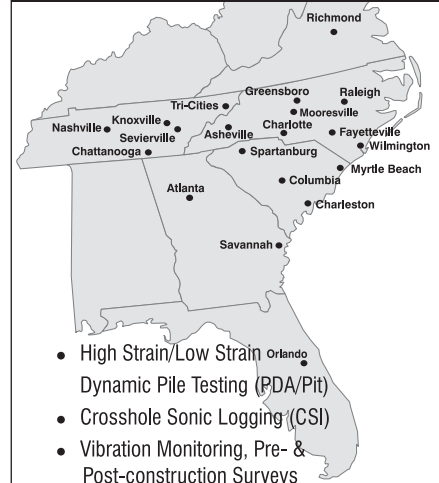 Richmond
Greensboro
Raleigh
Tri-Cities
Mooresville
Knoxville
Nashville
Sevierville
Asheville
Charlotte
Fayetteville
Wilmington
Chattanooga
Spartanburg
Myrtle Beach
Atlanta
Columbia
Charleston
Savannah
Orlando
• High Strain/Low Strain
Dynamic Pile Testing (PDA/Pit)
• Crosshole Sonic Logging (CSI)
• Vibration Monitoring, Pre- &
Post-construction Surveys